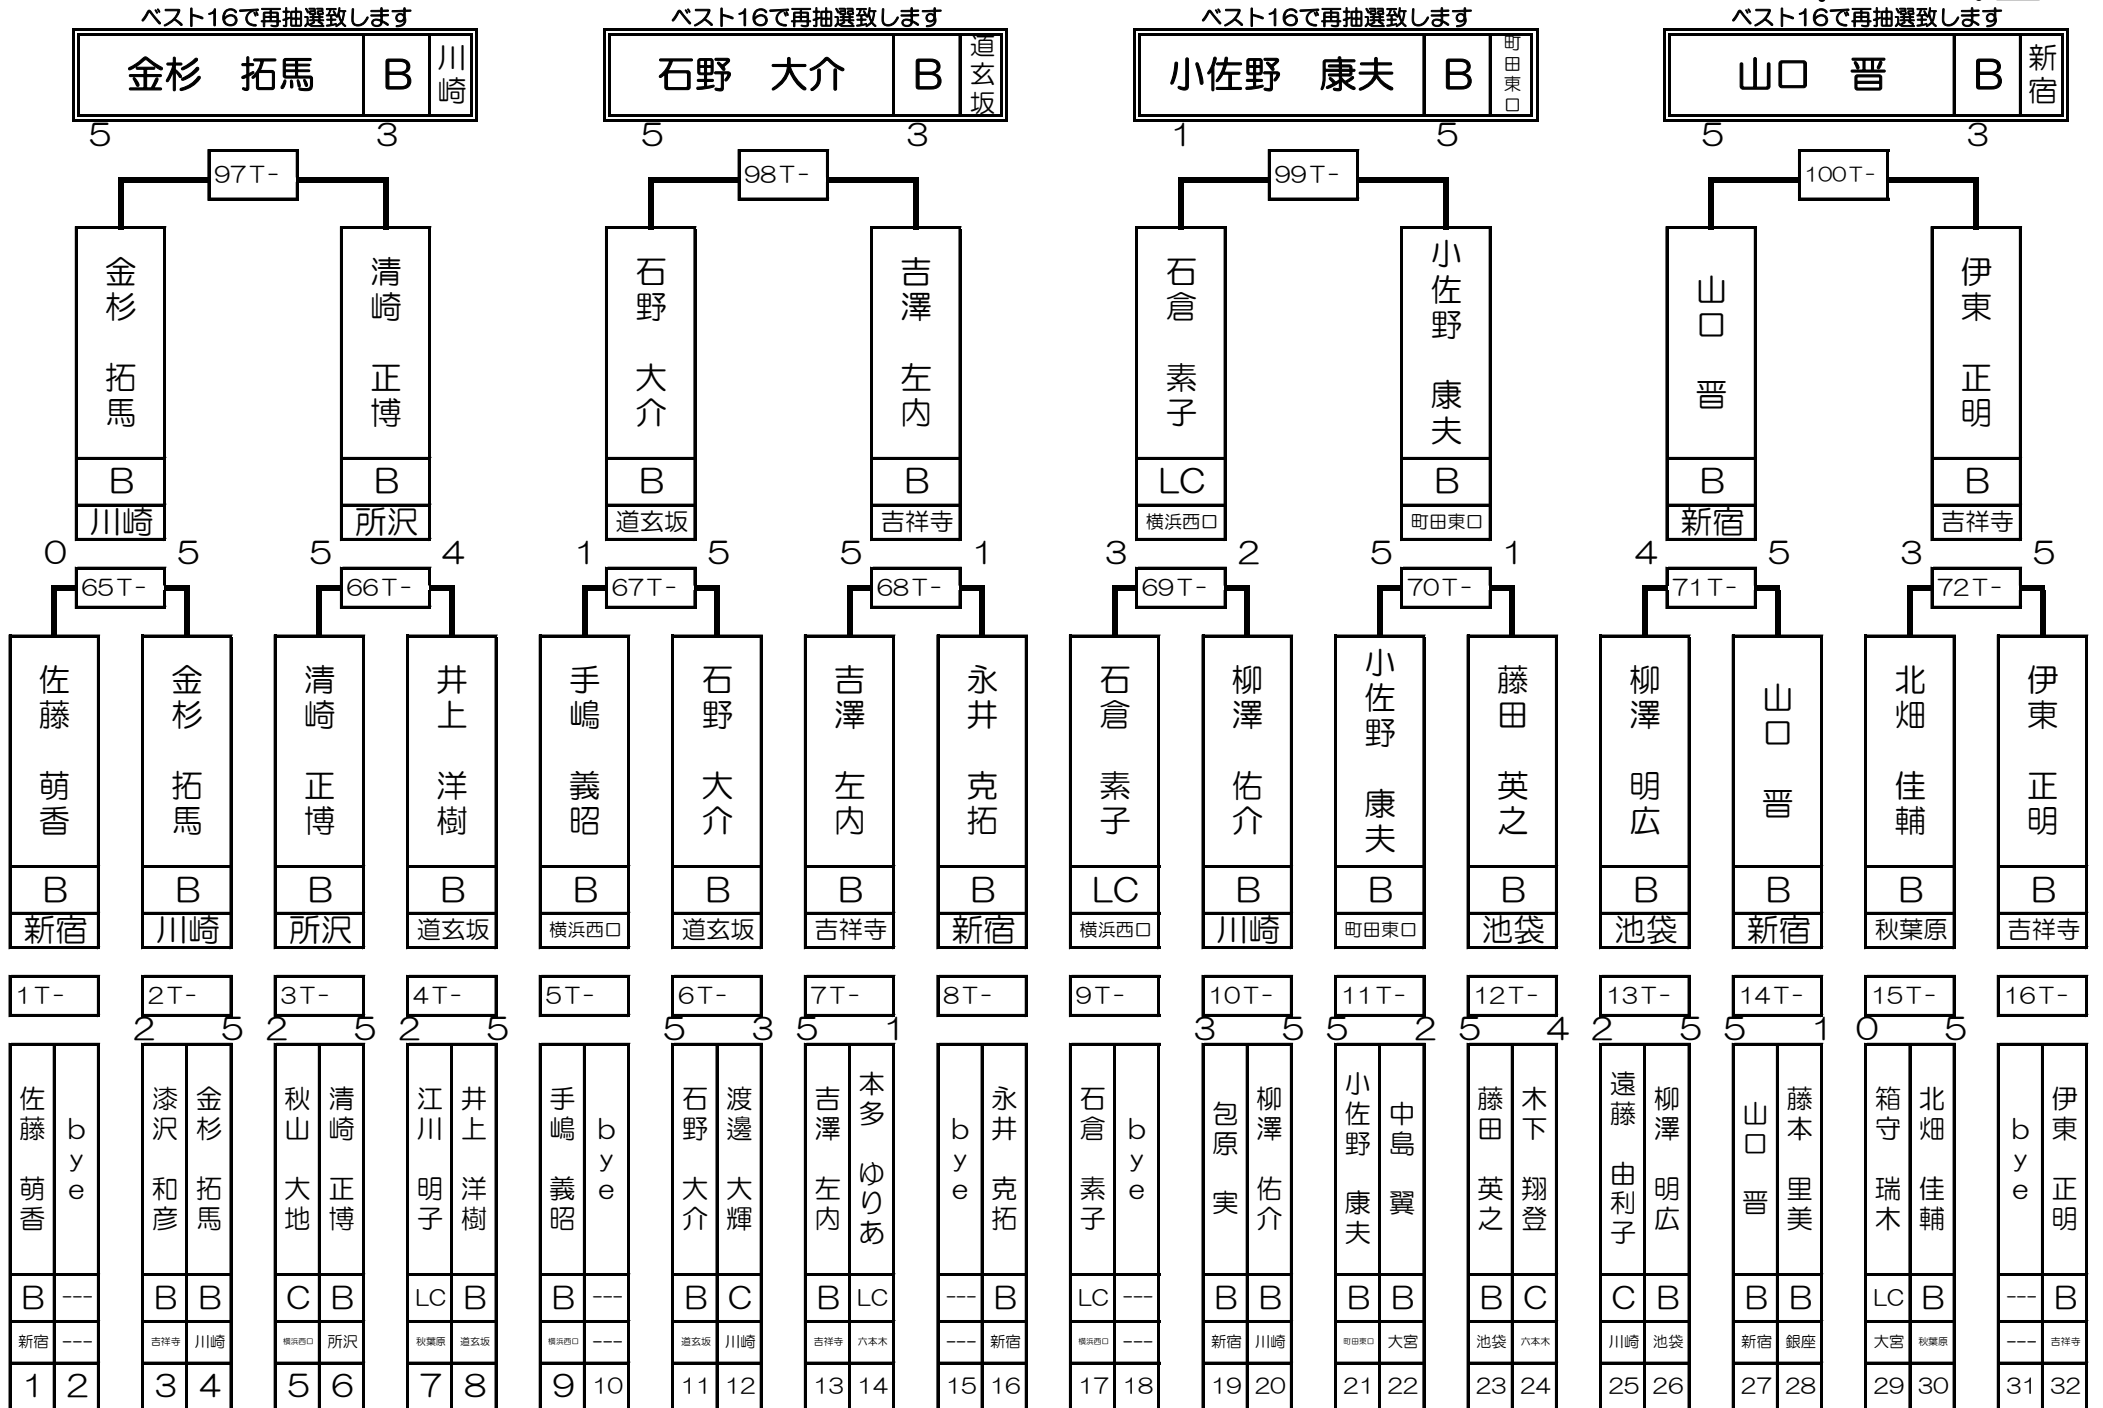 ベスト16で再抽選致します ベスト16で再抽選致します ベスト16で再抽選致します ベスト16で再抽選致します
金杉 拓馬 B 川崎 石野 大介 B 道玄坂 小佐野 康夫 B 町田東口 山口 晋 B 新宿
5 3 5 3 1 5 5 3
97T- 98T- 99T- 100T-
金杉 拓馬 清崎 正博 石野 大介 吉澤 左内 石倉 素子 小佐野 康夫 山口 晋 伊東 正明
B B B B LC B B B
川崎 所沢 道玄坂 吉祥寺 横浜西口 町田東口 新宿 吉祥寺
0 5 5 4 1 5 5 1 3 2 5 1 4 5 3 5
65T- 66T- 67T- 68T- 69T- 70T- 71T- 72T-
佐藤 萌香 金杉 拓馬 清崎 正博 井上 洋樹 手嶋 義昭 石野 大介 吉澤 左内 永井 克拓 石倉 素子 柳澤 佑介 小佐野 康夫 藤田 英之 柳澤 明広 山口 晋 北畑 佳輔 伊東 正明
B B B B B B B B LC B B B B B B B
新宿 川崎 所沢 道玄坂 横浜西口 道玄坂 吉祥寺 新宿 横浜西口 川崎 町田東口 池袋 池袋 新宿 秋葉原 吉祥寺
1T- 2T- 3T- 4T- 5T- 6T- 7T- 8T- 9T- 10T- 11T- 12T- 13T- 14T- 15T- 16T-
2 5 2 5 2 5 5 3 5 1 3 5 5 2 5 4 2 5 5 1 0 5
佐藤 萌香 bye 漆沢 和彦 金杉 拓馬 秋山 大地 清崎 正博 江川 明子 井上 洋樹 手嶋 義昭 bye 石野 大介 渡邊 大輝 吉澤 左内 本多 ゆりあ bye 永井 克拓 石倉 素子 bye 包原 実 柳澤 佑介 小佐野 康夫 中島 翼 藤田 英之 木下 翔登 遠藤 由利子 柳澤 明広 山口 晋 藤本 里美 箱守 瑞木 北畑 佳輔 bye 伊東 正明
B --- B B C B LC B B --- B C B LC --- B LC --- B B B B B C C B B B LC B --- B
新宿 --- 吉祥寺 川崎 横浜西口 所沢 秋葉原 道玄坂 横浜西口 --- 道玄坂 川崎 吉祥寺 六本木 --- 新宿 横浜西口 --- 新宿 川崎 町田東口 大宮 池袋 六本木 川崎 池袋 新宿 銀座 大宮 秋葉原 --- 吉祥寺
1 2 3 4 5 6 7 8 9 10 11 12 13 14 15 16 17 18 19 20 21 22 23 24 25 26 27 28 29 30 31 32